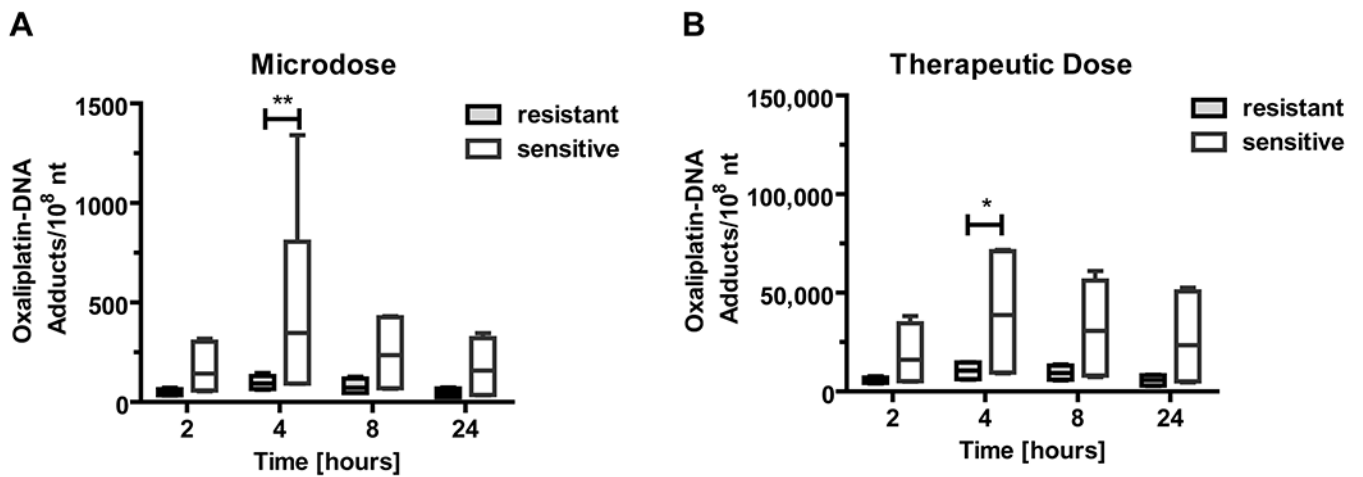 A
Microdose
**
1500
1000
500
0
Oxaliplatin-DNA
Adducts/10⁸ nt
resistant
sensitive
2 4 8 24
Time [hours]
B
Therapeutic Dose
*
150,000
100,000
50,000
0
Oxaliplatin-DNA
Adducts/10⁸ nt
resistant
sensitive
2 4 8 24
Time [hours]